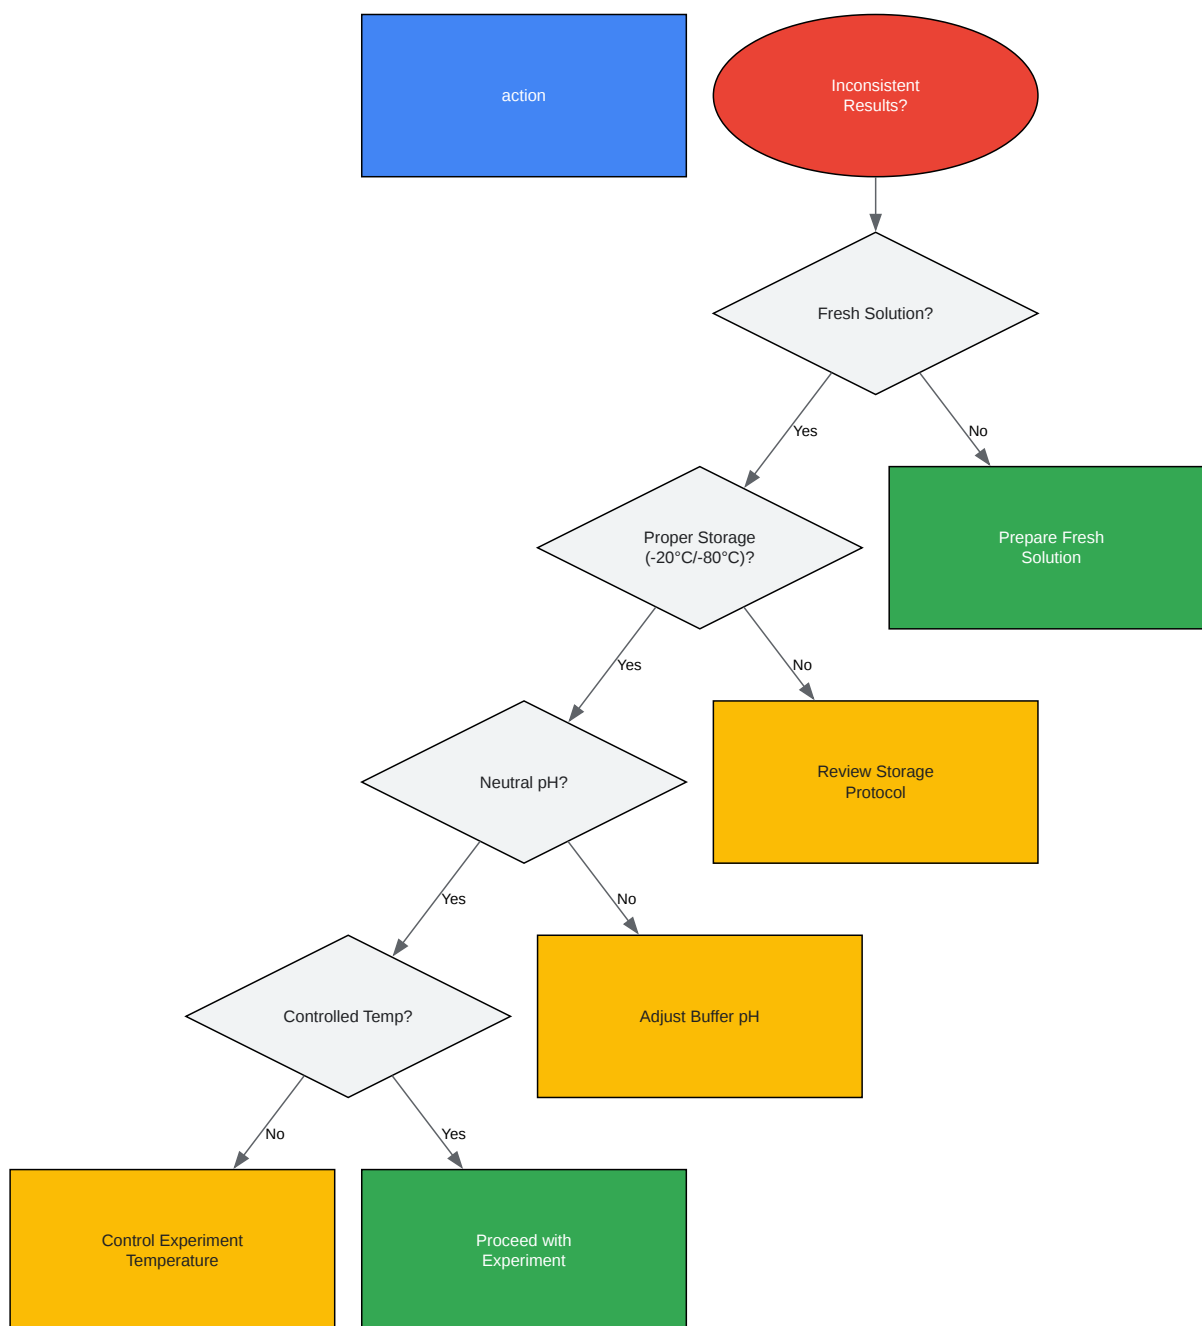 action
Inconsistent
Results?
Fresh Solution?
Yes
No
Proper Storage
(-20°C/-80°C)?
Prepare Fresh
Solution
Yes
No
Neutral pH?
Review Storage
Protocol
Yes
No
Controlled Temp?
Adjust Buffer pH
No
Yes
Control Experiment
Temperature
Proceed with
Experiment